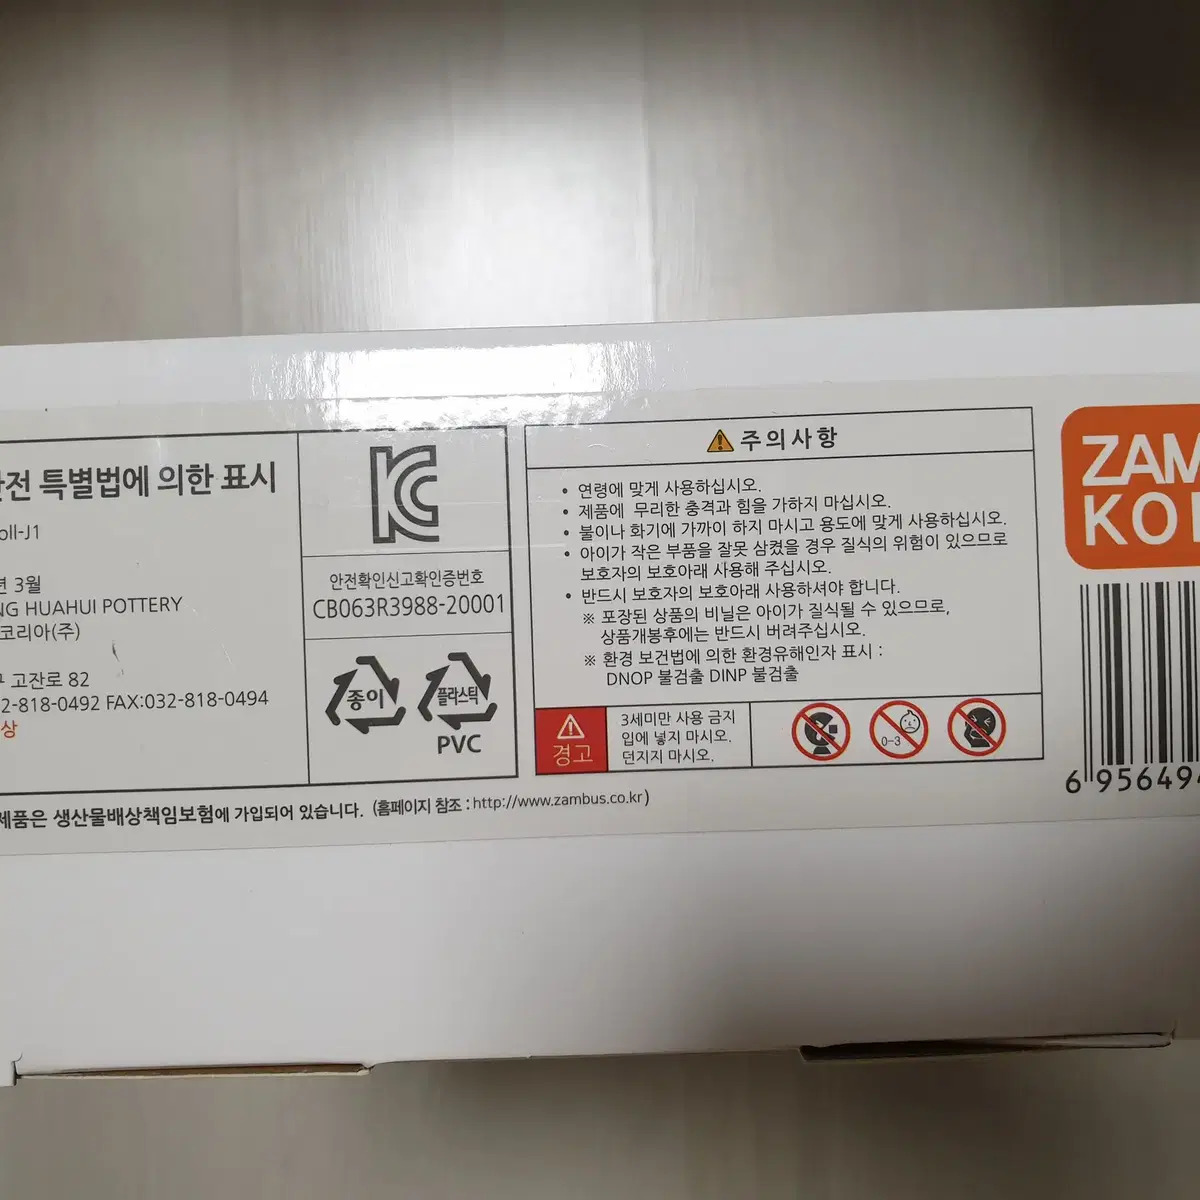 전 특별법에 의한 표시
oll-J1
년 3월
NG HUAHUI POTTERY
코리아(주)
구 고잔로 82
2-818-0492 FAX:032-818-0494
상
KC
안전확인신고확인증번호
CB063R3988-20001
종이
플라스틱
PVC
제품은 생산물배상책임보험에 가입되어 있습니다. (홈페이지 참조 : http://www.zambus.co.kr)
주의사항
• 연령에 맞게 사용하십시오.
• 제품에 무리한 충격과 힘을 가하지 마십시오.
• 불이나 화기에 가까이 하지 마시고 용도에 맞게 사용하십시오.
• 아이가 작은 부품을 잘못 삼켰을 경우 질식의 위험이 있으므로
보호자의 보호아래 사용해 주십시오.
• 반드시 보호자의 보호아래 사용하셔야 합니다.
※ 포장된 상품의 비닐은 아이가 질식될 수 있으므로,
상품개봉후에는 반드시 버려주십시오.
※ 환경 보건법에 의한 환경유해인자 표시 :
DNOP 불검출 DINP 불검출
경고
3세미만 사용 금지
입에 넣지 마시오.
던지지 마시오.
0-3
ZAM
KO
6 95649